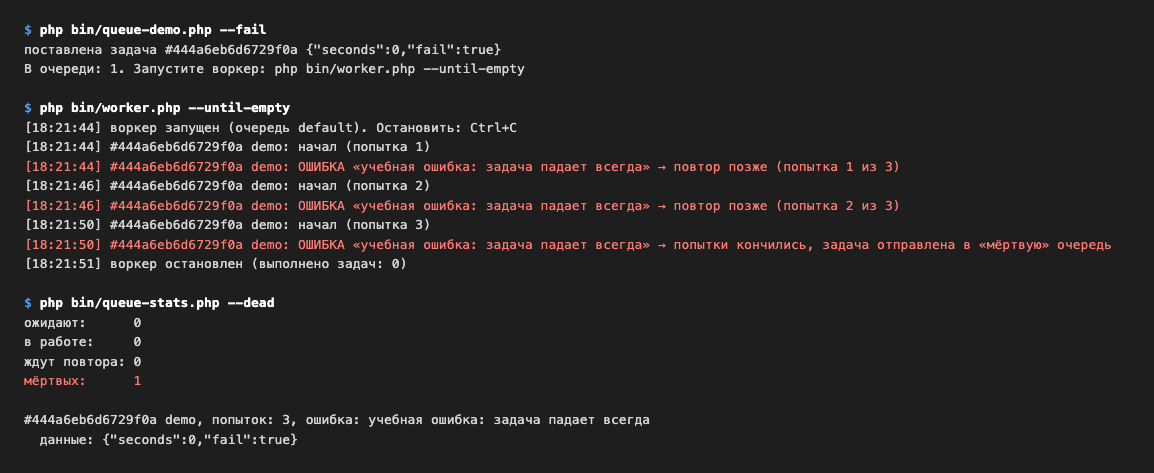 $ php bin/queue-demo.php --fail
поставлена задача #444a6eb6d6729f0a {"seconds":0,"fail":true}
В очереди: 1. Запустите воркер: php bin/worker.php --until-empty
$ php bin/worker.php --until-empty
[18:21:44] воркер запущен (очередь default). Остановить: Ctrl+C
[18:21:44] #444a6eb6d6729f0a demo: начал (попытка 1)
[18:21:44] #444a6eb6d6729f0a demo: ОШИБКА «учебная ошибка: задача падает всегда» → повтор позже (попытка 1 из 3)
[18:21:46] #444a6eb6d6729f0a demo: начал (попытка 2)
[18:21:46] #444a6eb6d6729f0a demo: ОШИБКА «учебная ошибка: задача падает всегда» → повтор позже (попытка 2 из 3)
[18:21:50] #444a6eb6d6729f0a demo: начал (попытка 3)
[18:21:50] #444a6eb6d6729f0a demo: ОШИБКА «учебная ошибка: задача падает всегда» → попытки кончились, задача отправлена в «мёртвую» очередь
[18:21:51] воркер остановлен (выполнено задач: 0)
$ php bin/queue-stats.php --dead
ожидают: 0
в работе: 0
ждут повтора: 0
мёртвых: 1
#444a6eb6d6729f0a demo, попыток: 3, ошибка: учебная ошибка: задача падает всегда
данные: {"seconds":0,"fail":true}